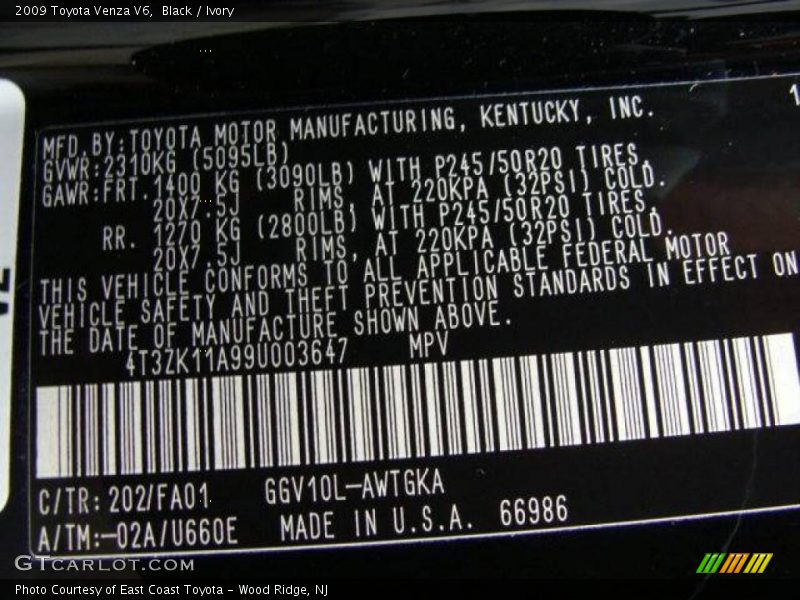 2009 Toyota Venza V6, Black / Ivory
MFD.BY:TOYOTA MOTOR MANUFACTURING, KENTUCKY, INC.
GVWR:2310KG (5095LB)
GAWR:FRT.1400 KG (3090LB) WITH P245/50R20 TIRES,
20X7.5J RIMS, AT 220KPA (32PSI) COLD.
RR. 1270 KG (2800LB) WITH P245/50R20 TIRES,
20X7.5J RIMS, AT 220KPA (32PSI) COLD.
THIS VEHICLE CONFORMS TO ALL APPLICABLE FEDERAL MOTOR
VEHICLE SAFETY AND THEFT PREVENTION STANDARDS IN EFFECT ON
THE DATE OF MANUFACTURE SHOWN ABOVE.
4T3ZK11A99U003647 MPV
C/TR:202/FA01 GGV10L-AWTGKA
A/TM:-02A/U660E MADE IN U.S.A. 66986
GTCARLOT.COM
Photo Courtesy of East Coast Toyota - Wood Ridge, NJ